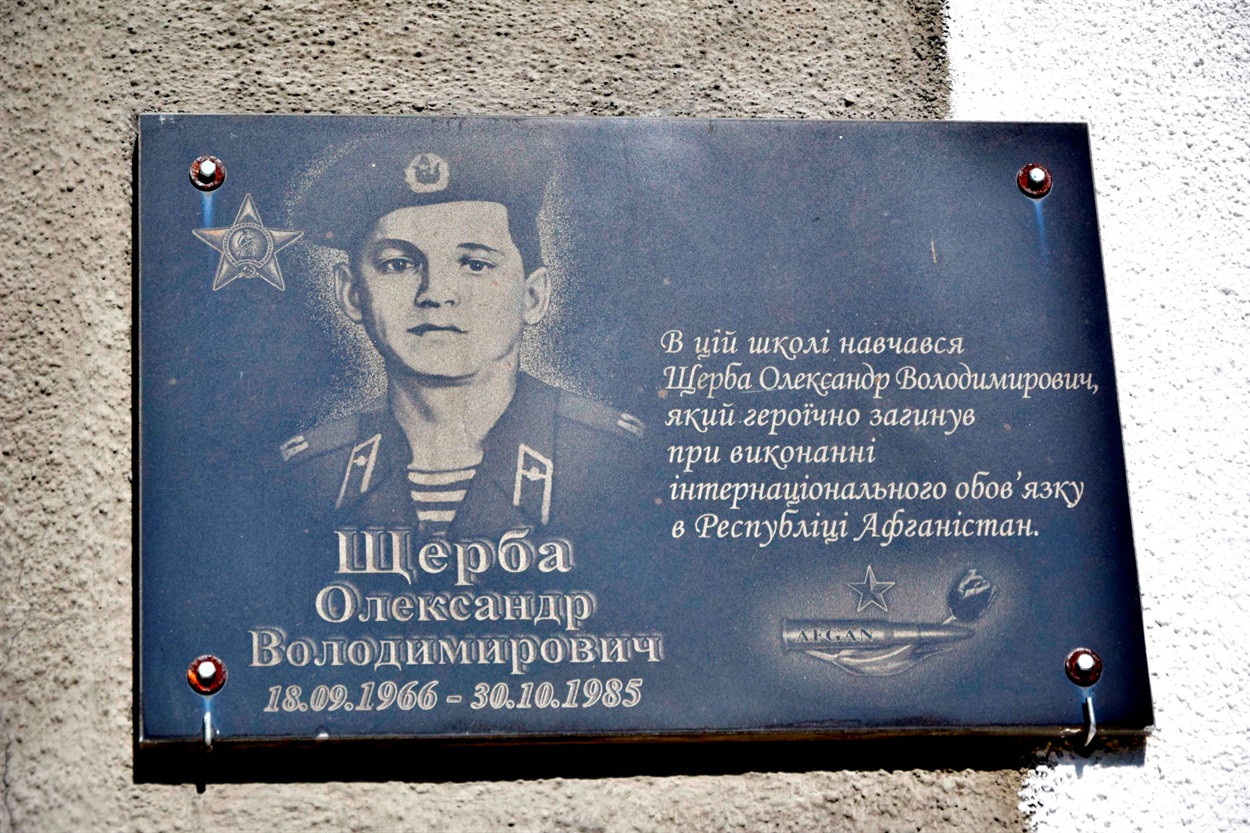 В цій школі навчався
Щерба Олександр Володимирович,
який героїчно загинув
при виконанні
інтернаціонального обов’язку
в Республіці Афганістан.
AFGAN
Щерба
Олександр
Володимирович
18.09.1966 – 30.10.1985